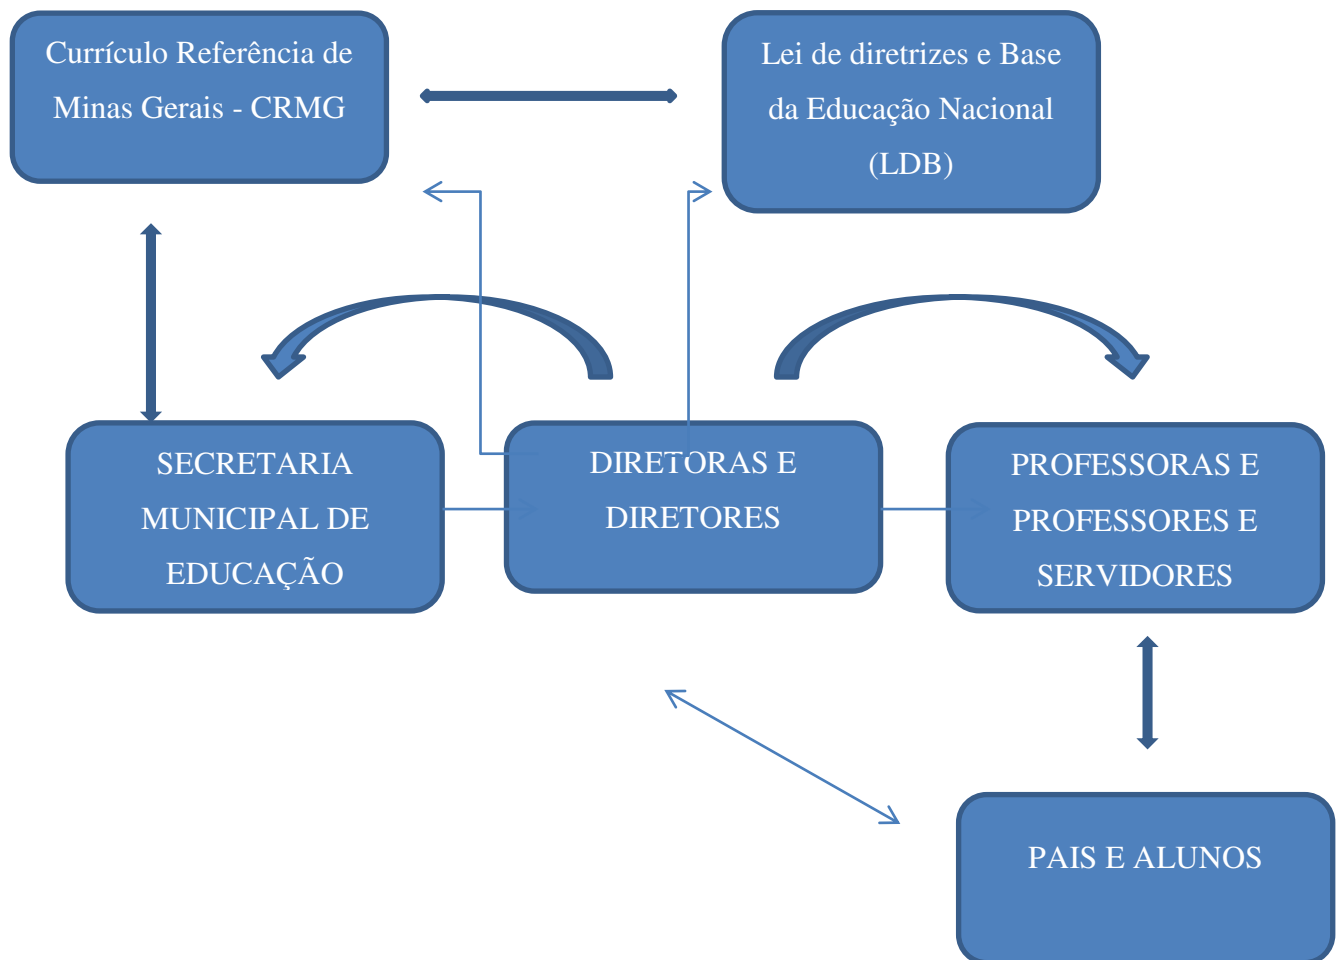 Currículo Referência de
Minas Gerais - CRMG
Lei de diretrizes e Base
da Educação Nacional
(LDB)
SECRETARIA
MUNICIPAL DE
EDUCAÇÃO
DIRETORAS E
DIRETORES
PROFESSORAS E
PROFESSORES E
SERVIDORES
PAIS E ALUNOS